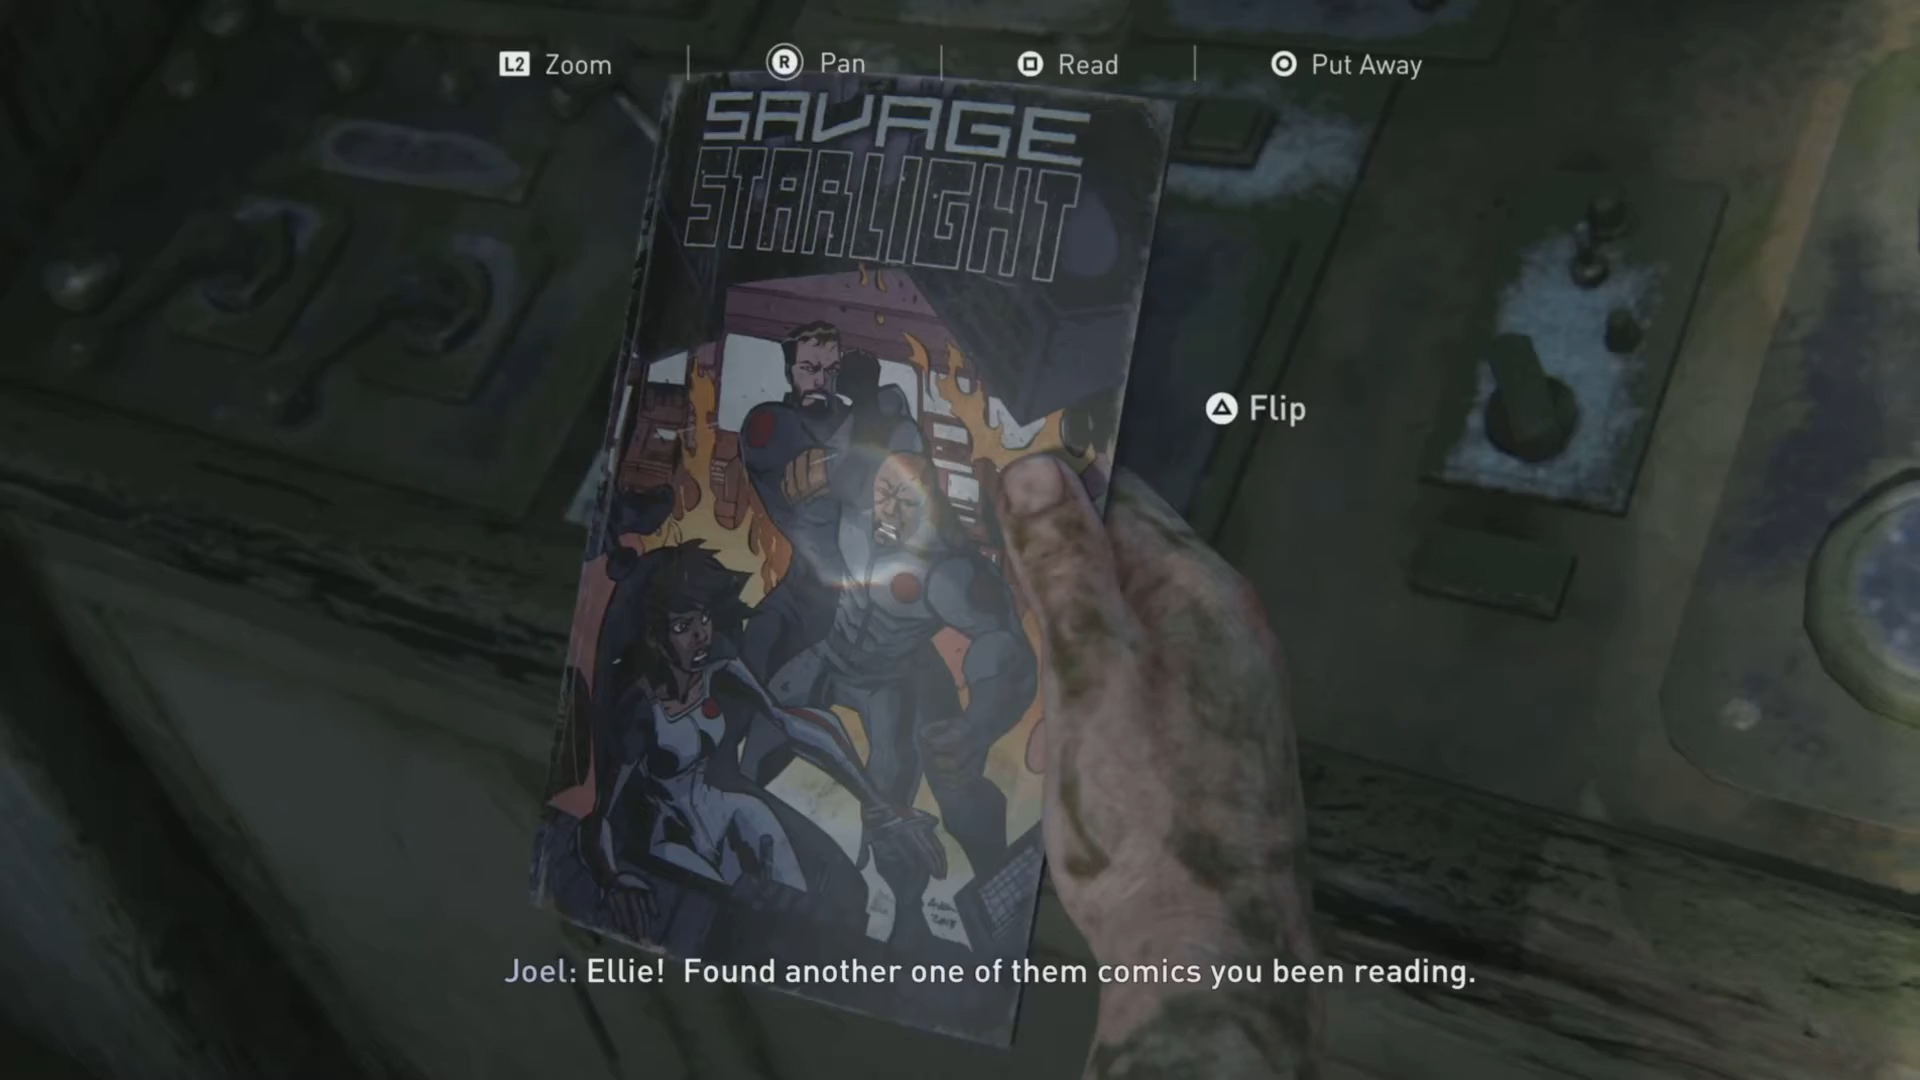 L2 Zoom
R Pan
Read
Put Away
SAVAGE
STARLIGHT
Flip
Joel: Ellie! Found another one of them comics you been reading.